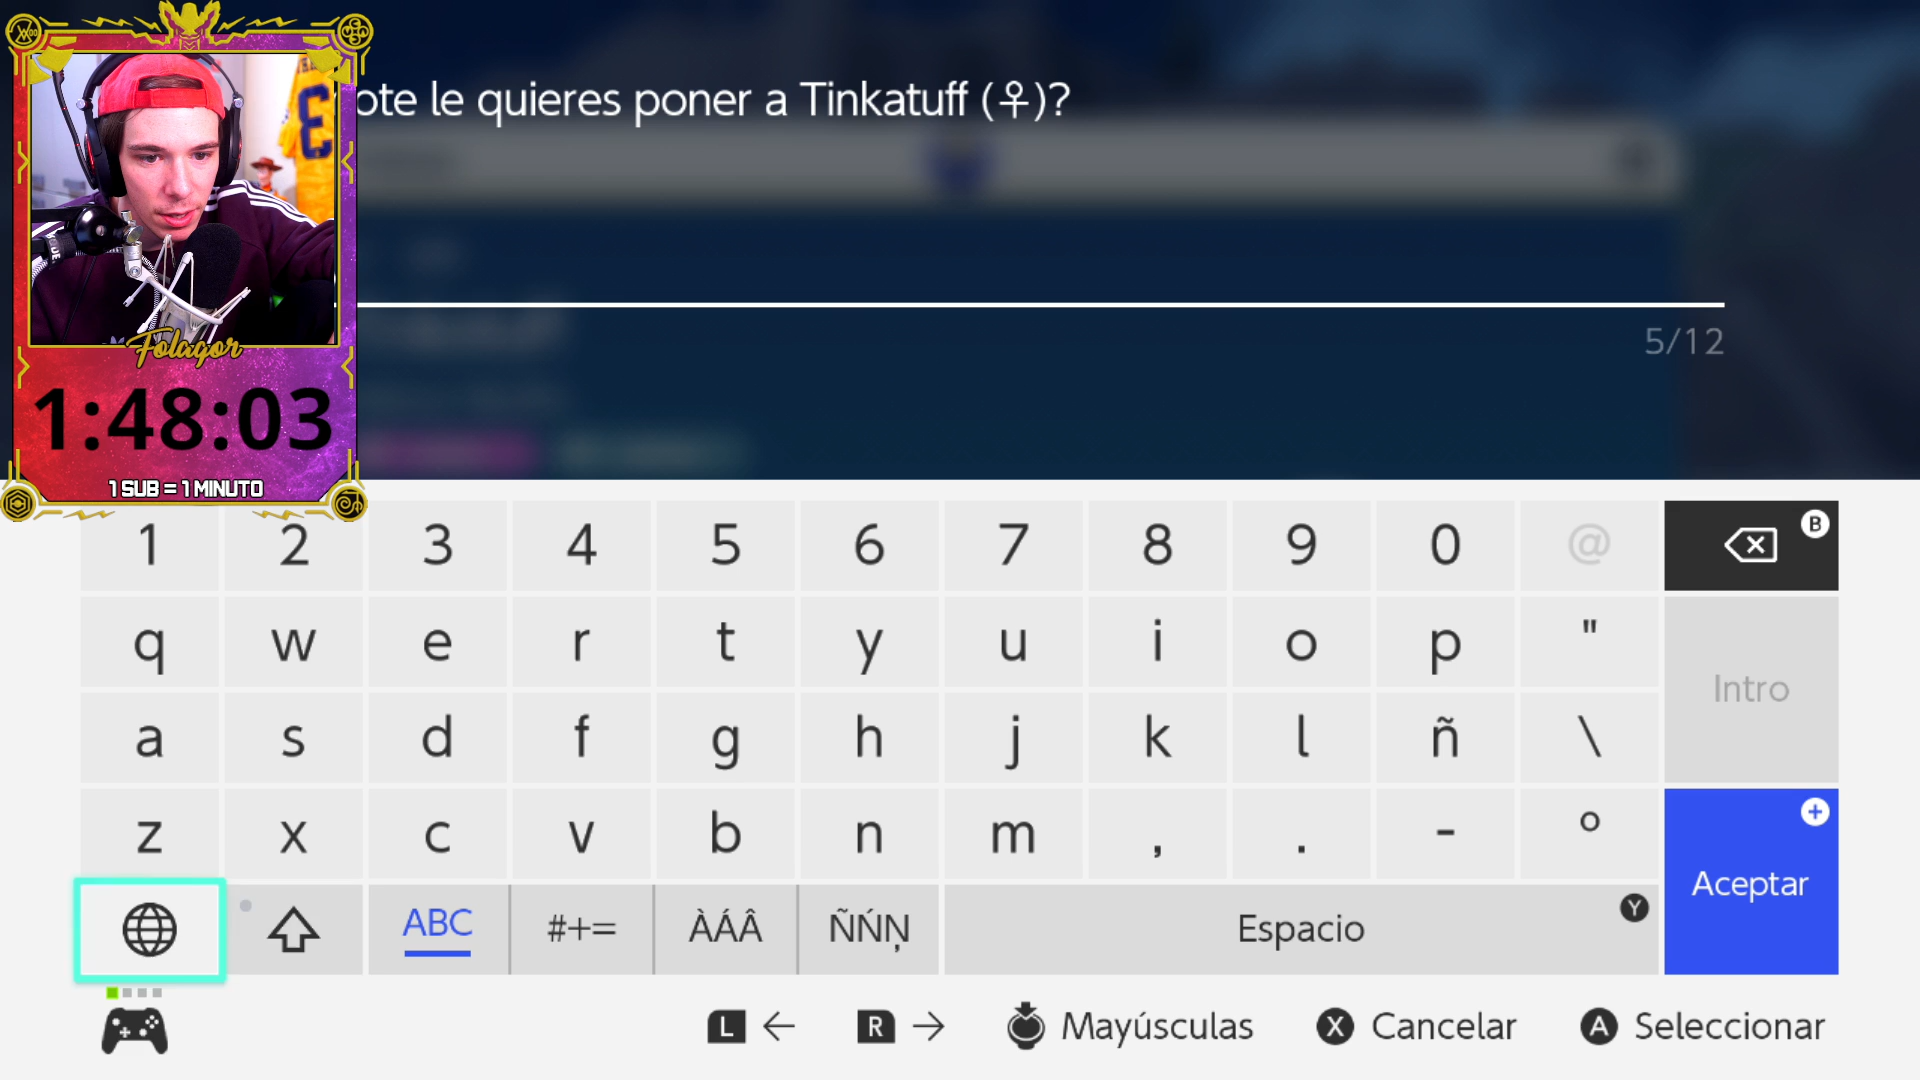 ote le quieres poner a Tinkatuff (♀)?
5/12
Folagor
1:48:03
1 SUB = 1 MINUTO
1 2 3 4 5 6 7 8 9 0 @ B
q w e r t y u i o p "
Intro
a s d f g h j k l ñ \
z x c v b n m , . - º
+
Aceptar
ABC #+= ÀÁÂ ÑŃŅ Espacio Y
L ← R → Mayúsculas X Cancelar A Seleccionar